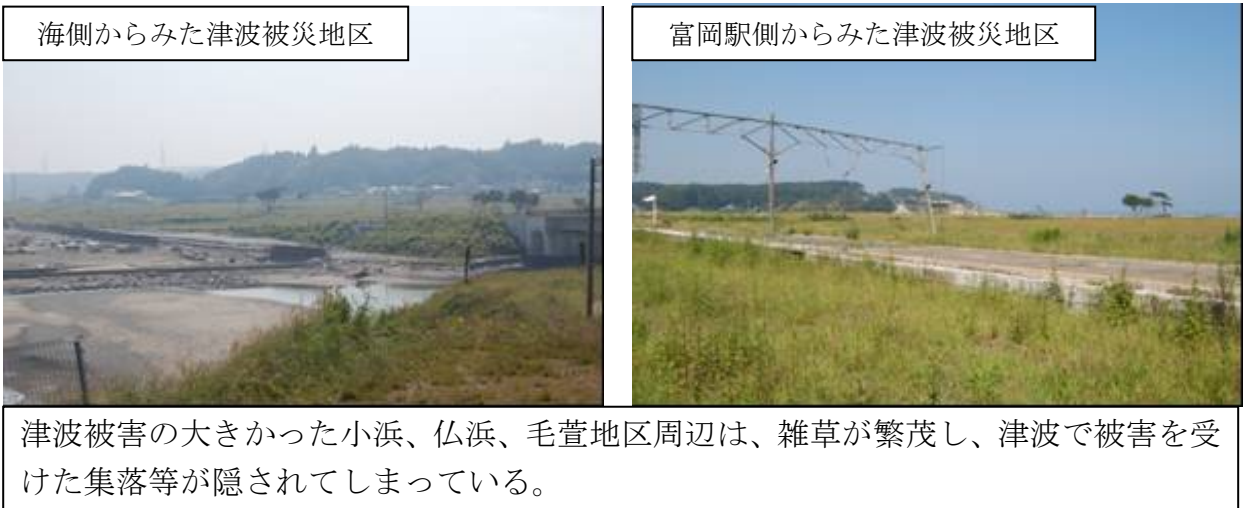 海側からみた津波被災地区
富岡駅側からみた津波被災地区
津波被害の大きかった小浜、仏浜、毛萱地区周辺は、雑草が繁茂し、津波で被害を受
けた集落等が隠されてしまっている。